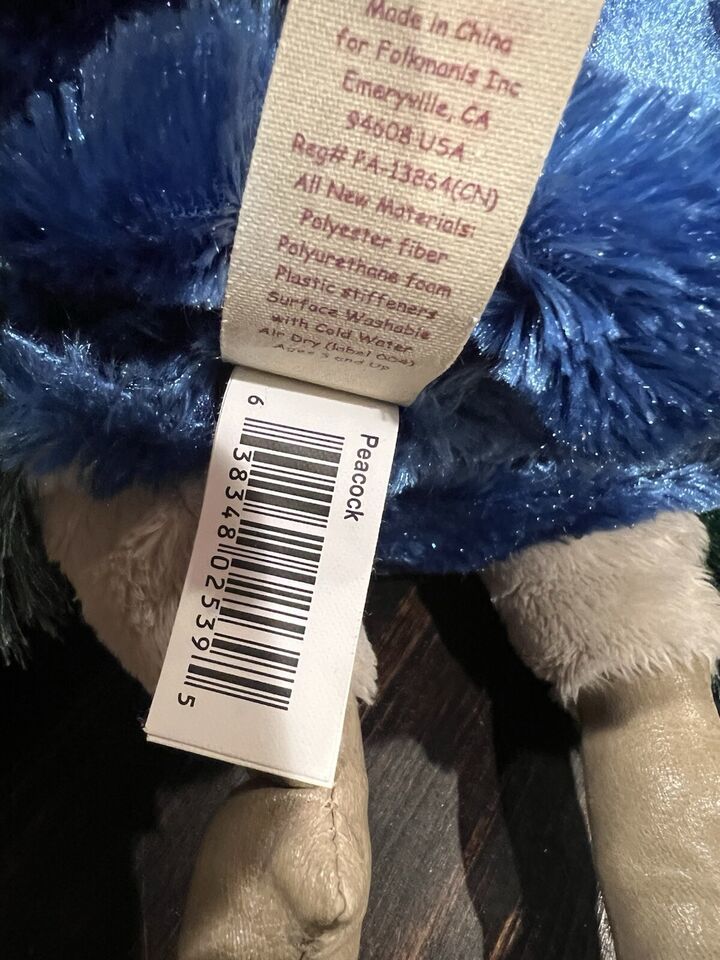 Made in China
for Folkmanis Inc
Emeryville, CA
94608 USA
Reg# PA-13864(CN)
All New Materials:
Polyester fiber
Polyurethane foam
Plastic stiffeners
Surface Washable
with Cold Water
Air Dry (label 004)
Ages 3 and Up
Peacock
6 38348 02539 5